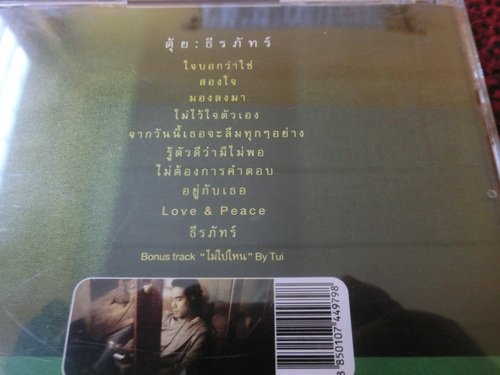 ตุ้ย : ธีรภัทร์
ใจบอกว่าใช่
สองใจ
มองลงมา
ไม่ไว้ใจตัวเอง
จากวันนี้เธอจะลืมทุกๆอย่าง
รู้ตัวดีว่ามีไม่พอ
ไม่ต้องการคำตอบ
อยู่กับเธอ
Love & Peace
ธีรภัทร์
Bonus track "ไม่ไปไหน" By Tui
8 850107 449798